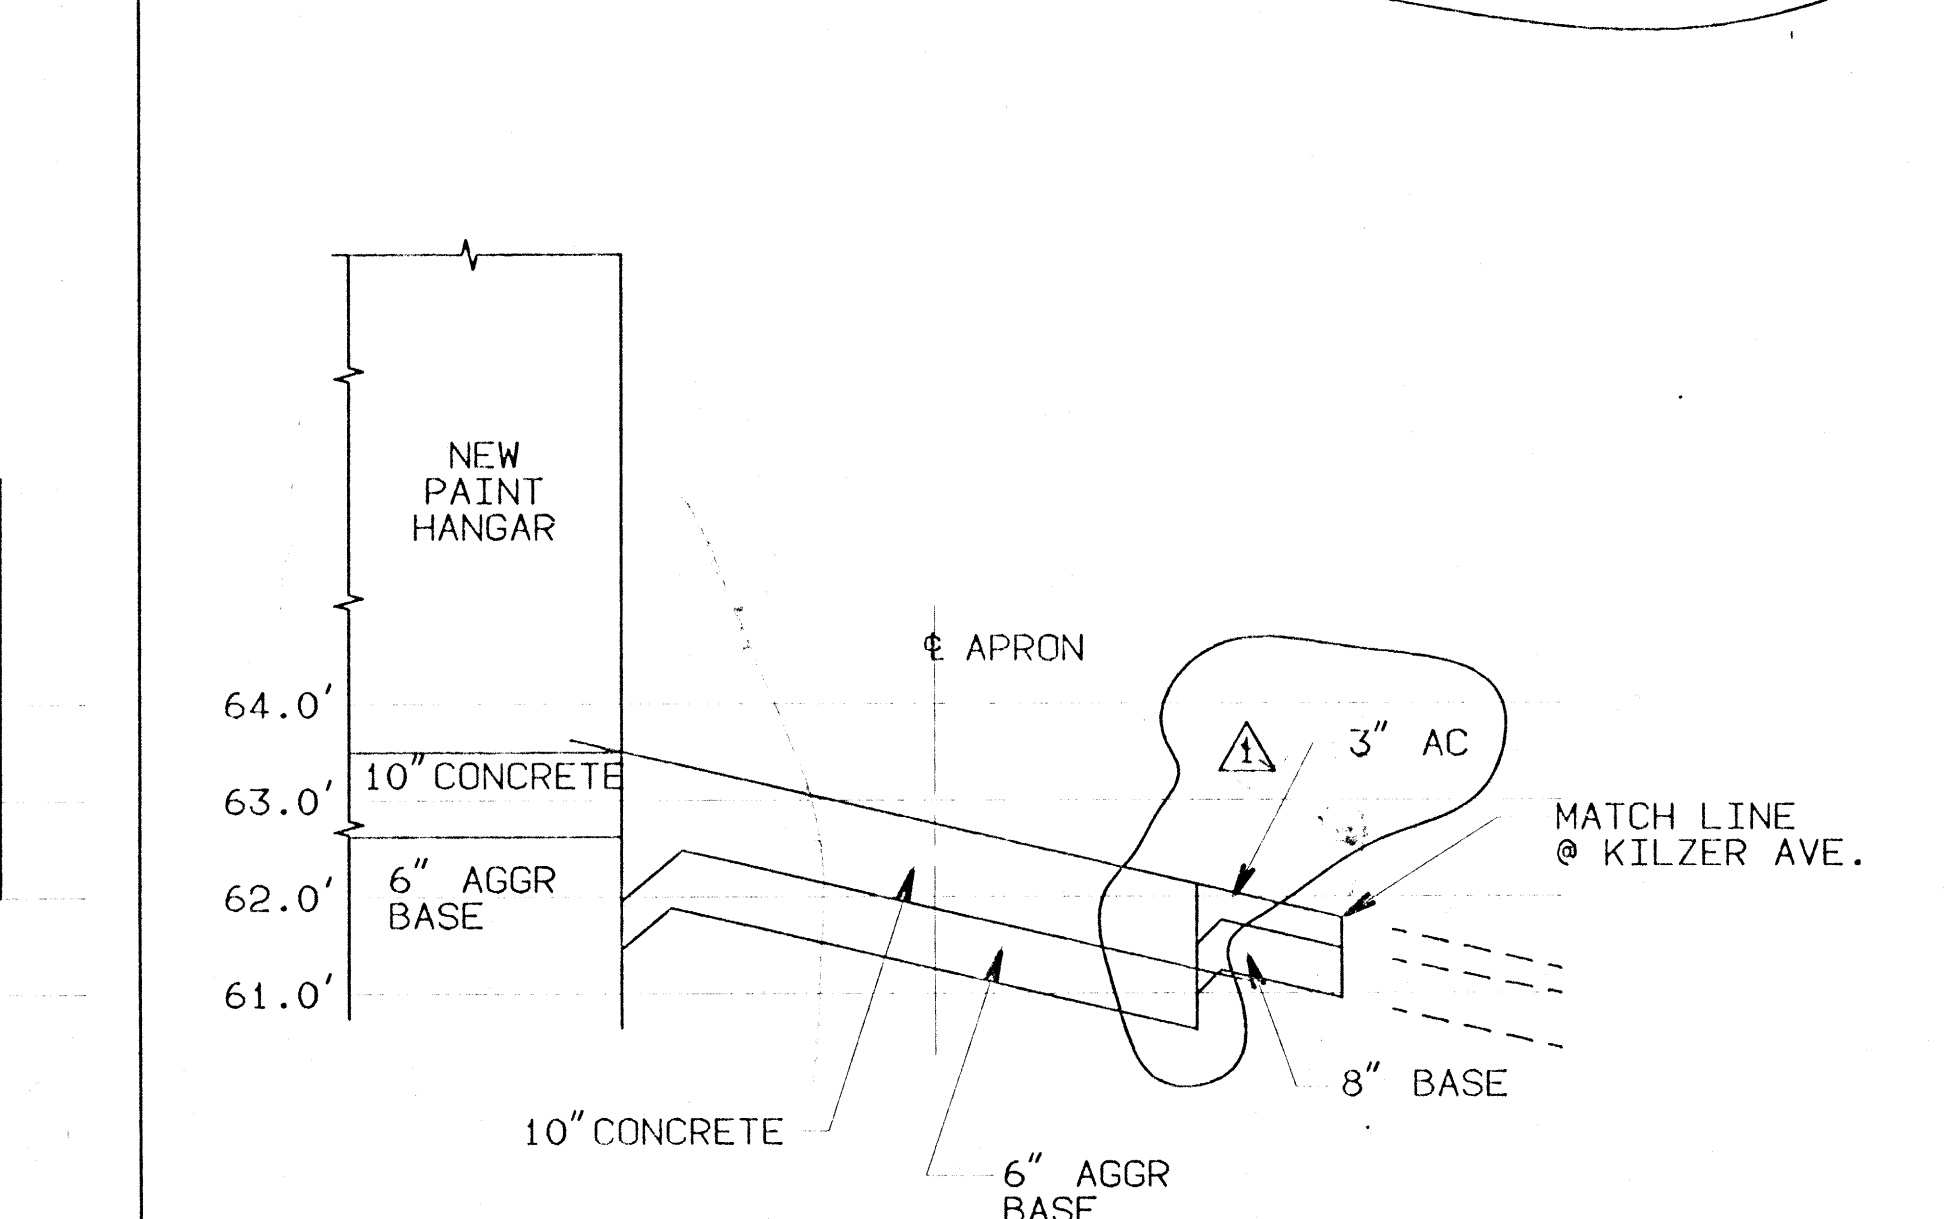 NEW
PAINT
HANGAR
℄ APRON
64.0'
1
3" AC
10" CONCRETE
63.0'
MATCH LINE
@ KILZER AVE.
6" AGGR
BASE
62.0'
61.0'
8" BASE
10" CONCRETE
6" AGGR
BASE